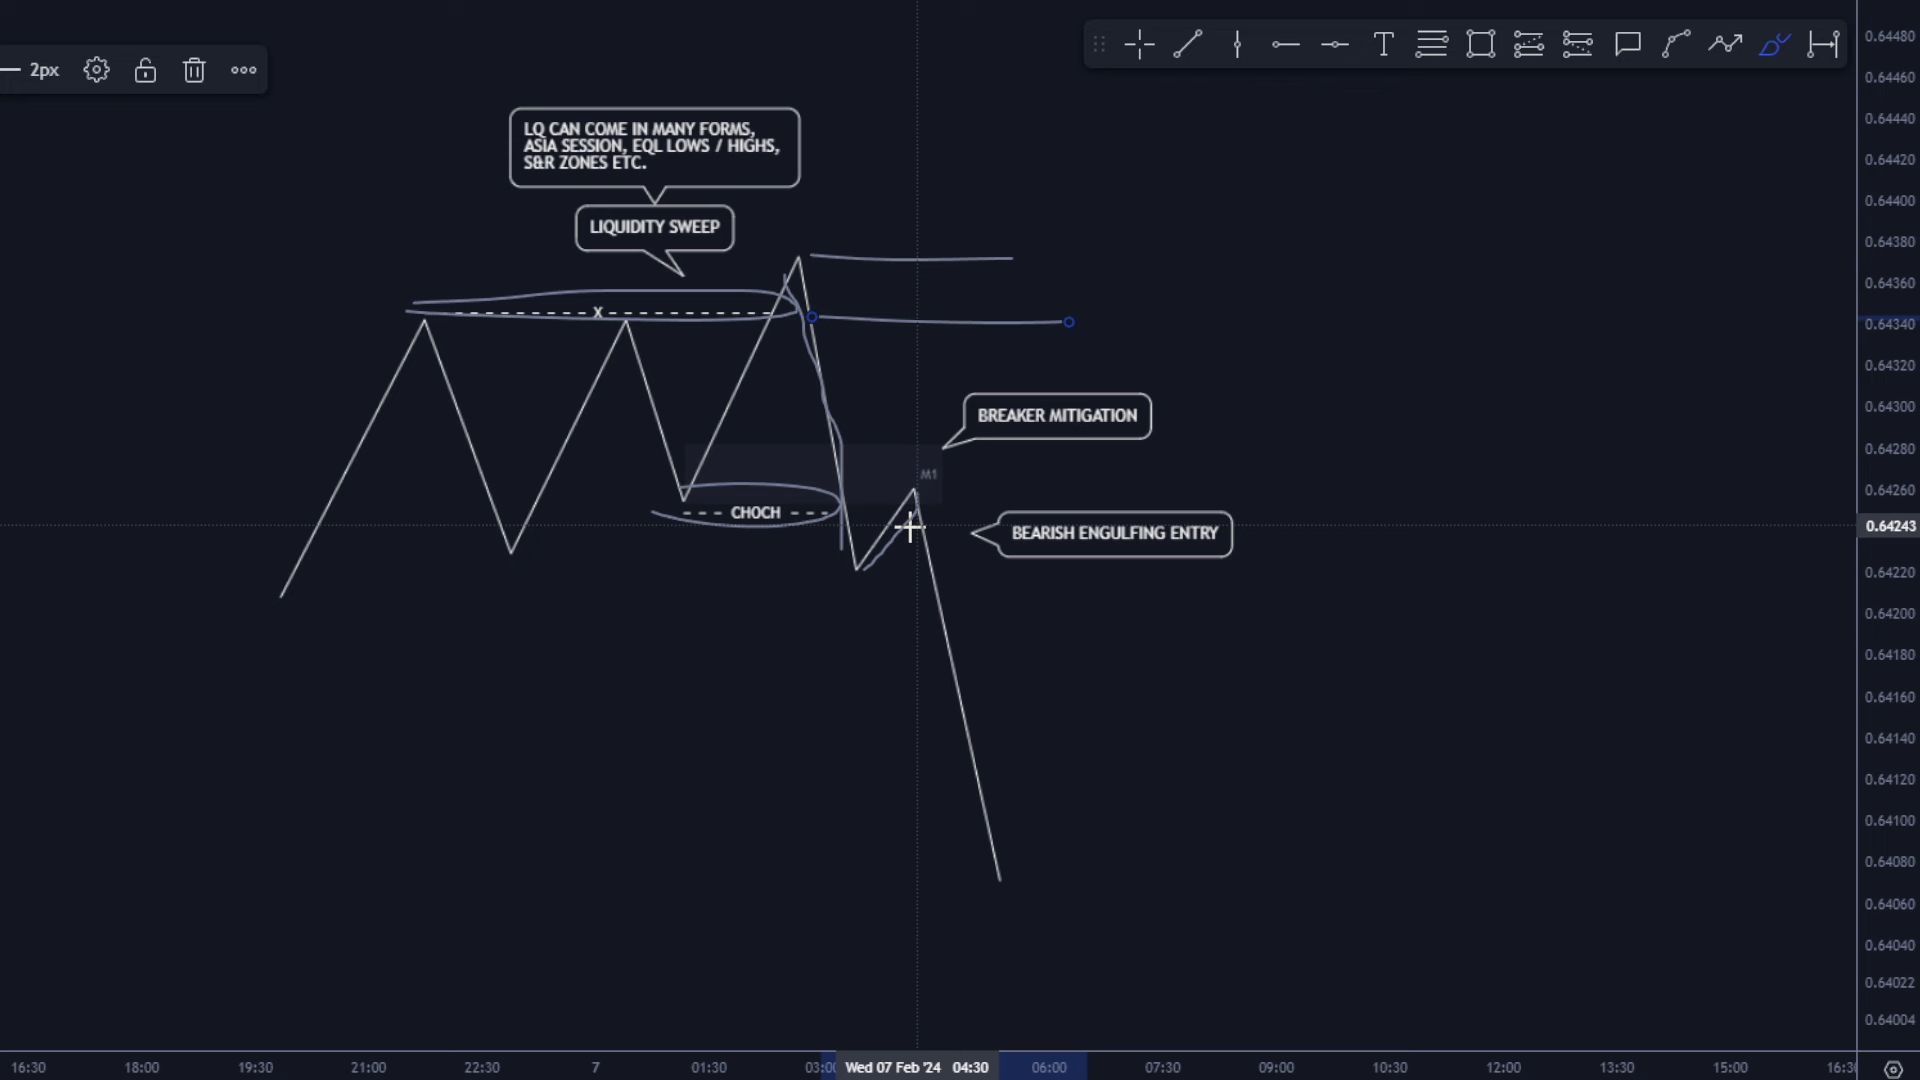 2px
LQ CAN COME IN MANY FORMS,
ASIA SESSION, EQL LOWS / HIGHS,
S&R ZONES ETC.
LIQUIDITY SWEEP
X
BREAKER MITIGATION
M1
CHOCH
BEARISH ENGULFING ENTRY
0.64480
0.64460
0.64440
0.64420
0.64400
0.64380
0.64360
0.64340
0.64320
0.64300
0.64280
0.64260
0.64243
0.64220
0.64200
0.64180
0.64160
0.64140
0.64120
0.64100
0.64080
0.64060
0.64040
0.64022
0.64004
16:30 18:00 19:30 21:00 22:30 7 01:30 03:00 Wed 07 Feb '24 04:30 06:00 07:30 09:00 10:30 12:00 13:30 15:00 16:3